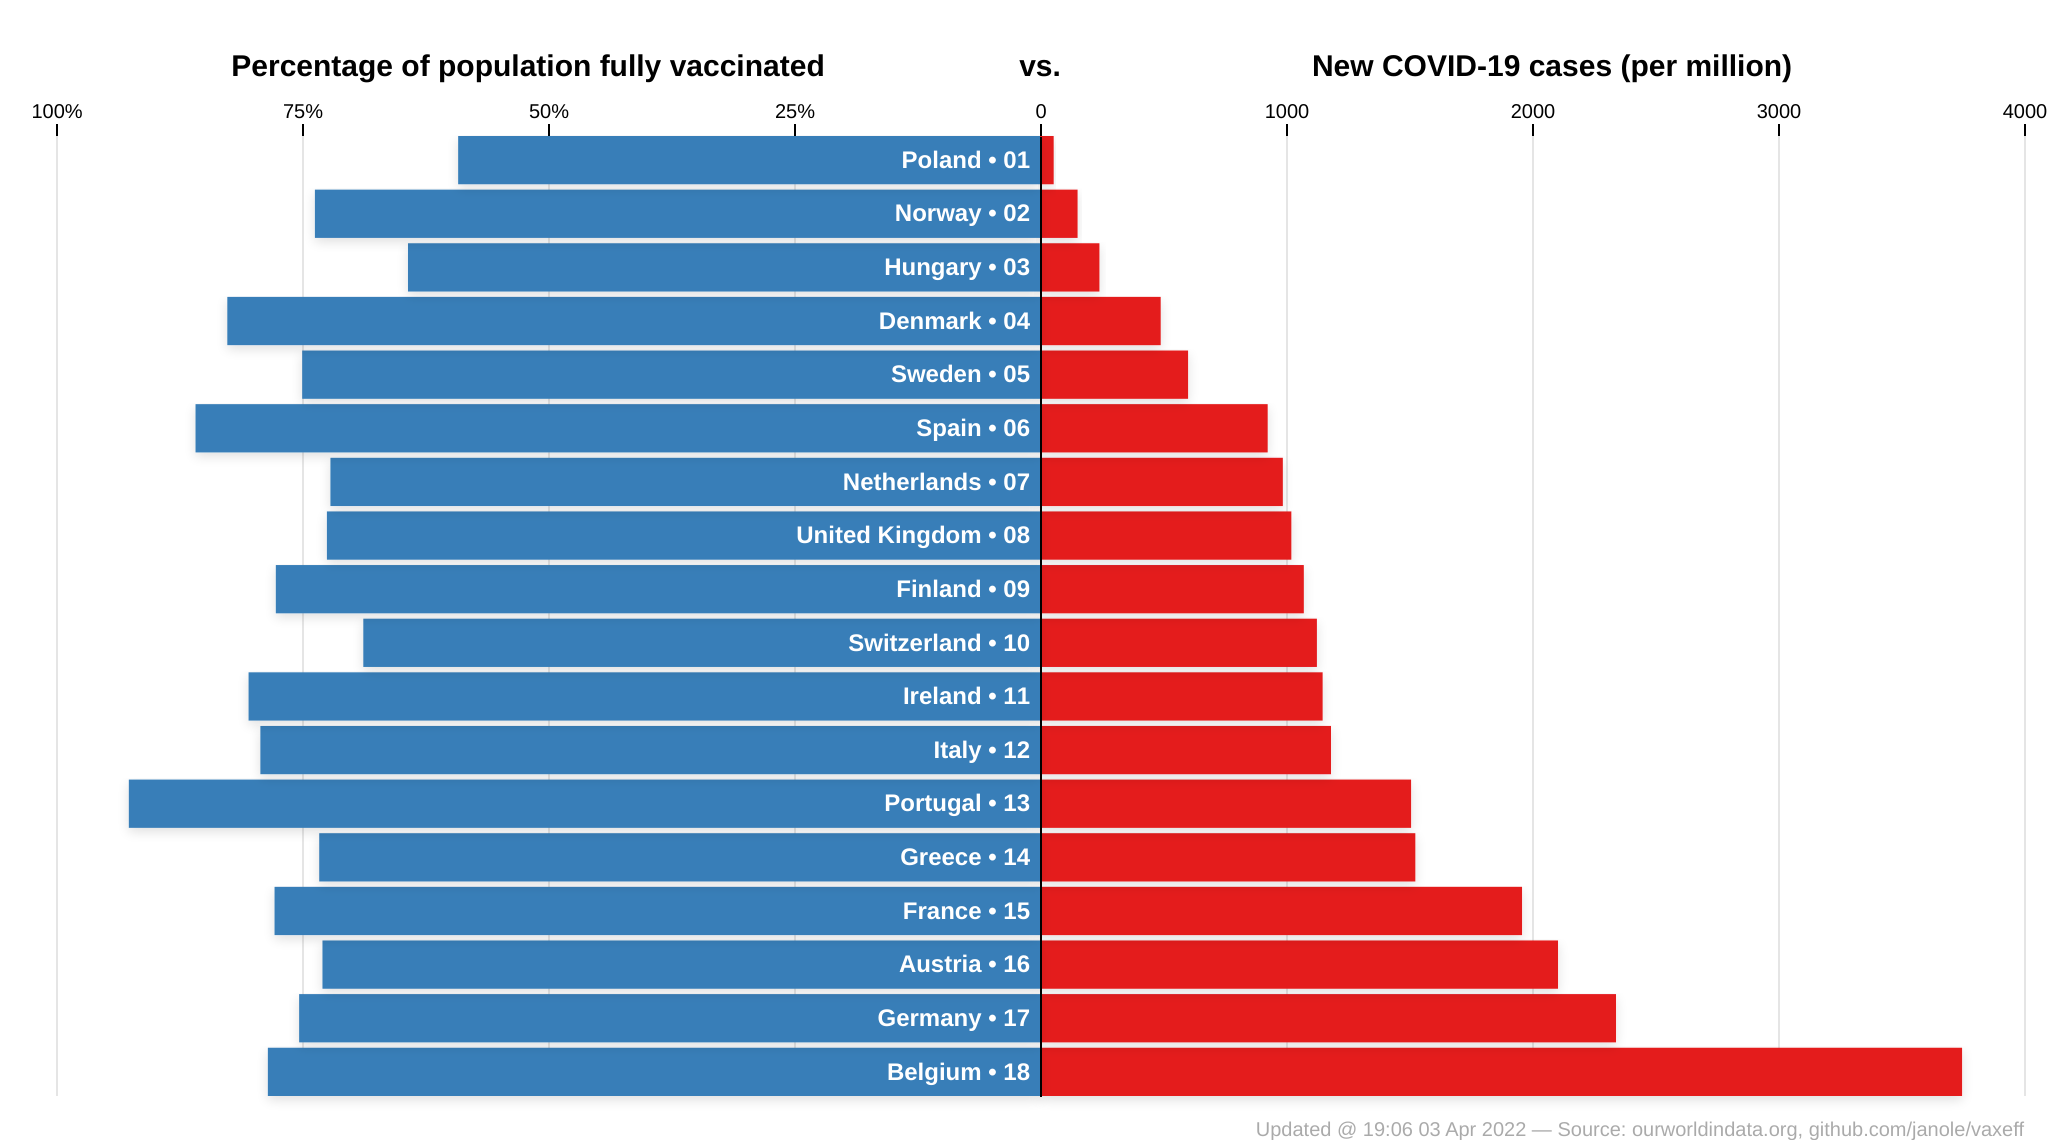 Percentage of population fully vaccinated vs. New COVID-19 cases (per million)
100% 75% 50% 25% 0 1000 2000 3000 4000
Poland • 01
Norway • 02
Hungary • 03
Denmark • 04
Sweden • 05
Spain • 06
Netherlands • 07
United Kingdom • 08
Finland • 09
Switzerland • 10
Ireland • 11
Italy • 12
Portugal • 13
Greece • 14
France • 15
Austria • 16
Germany • 17
Belgium • 18
Updated @ 19:06 03 Apr 2022 — Source: ourworldindata.org, github.com/janole/vaxeff